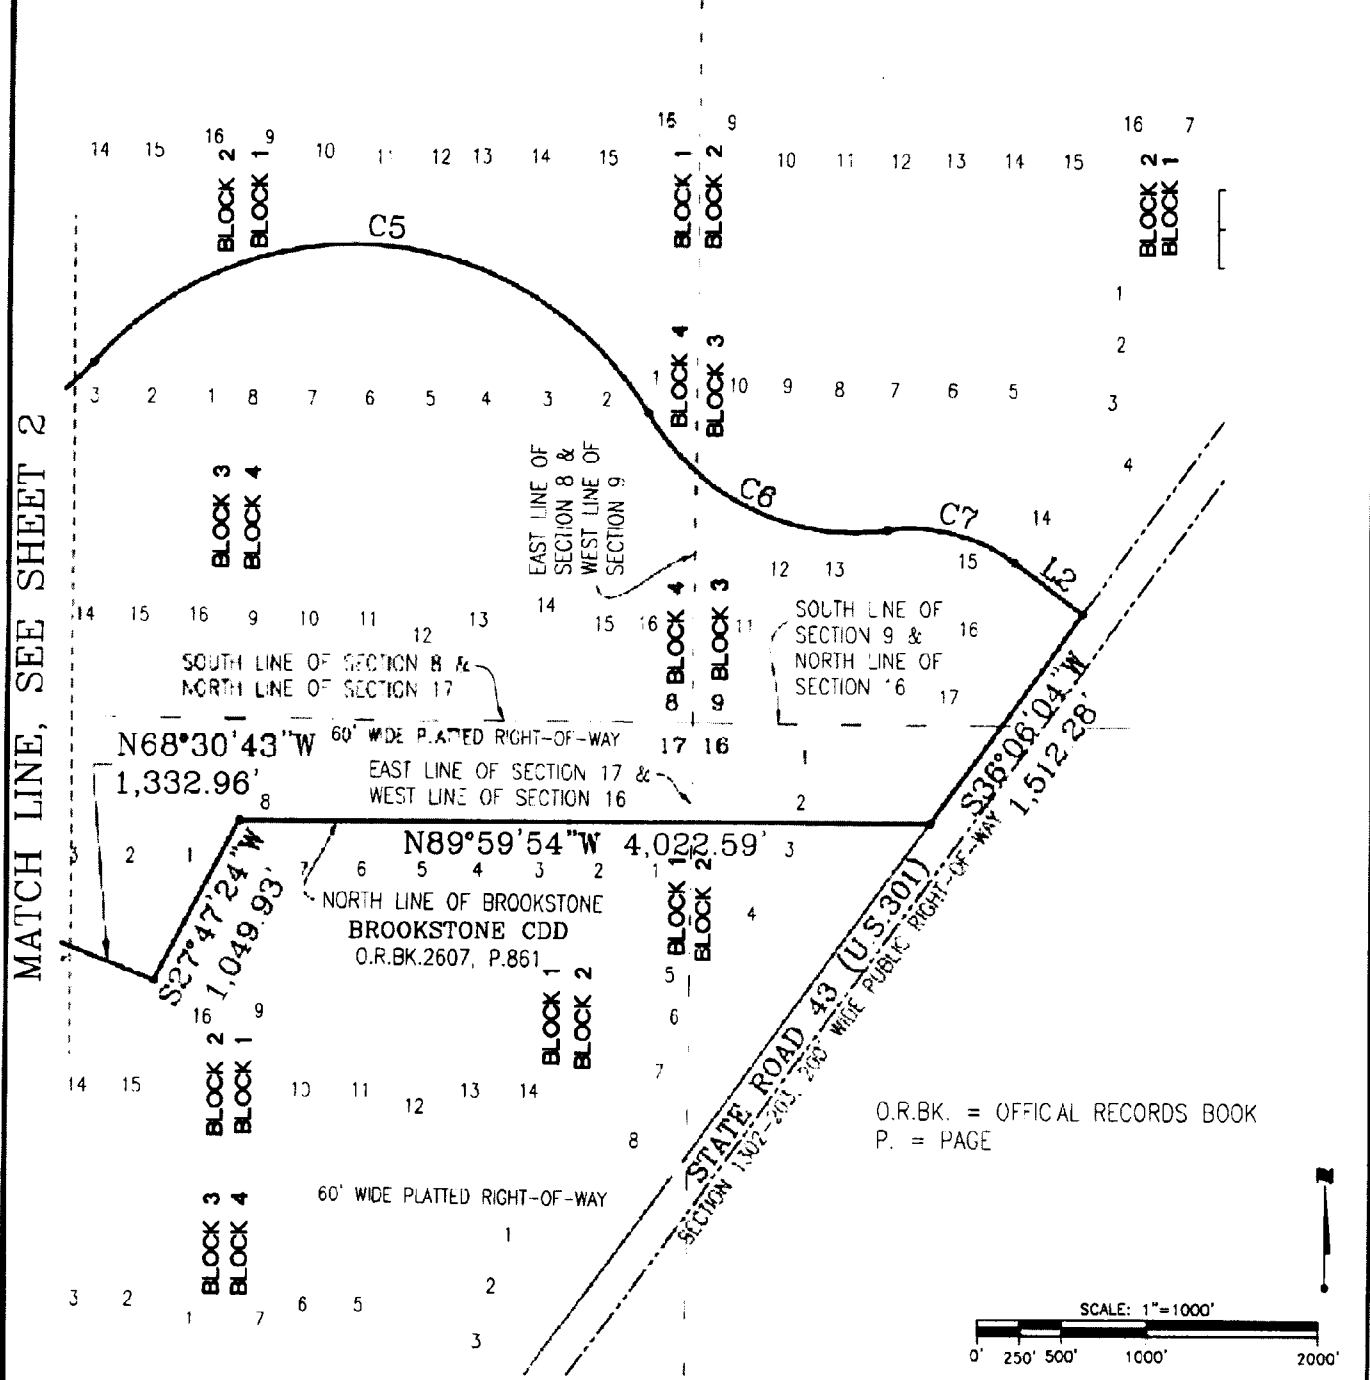 16 9 16 9 16 7
14 15 10 11 12 13 14 15 10 11 12 13 14 15
BLOCK 2
BLOCK 1
BLOCK 1
BLOCK 2
BLOCK 2
BLOCK 1
C5
1
2
3
4
BLOCK 4
BLOCK 3
3 2 1 8 7 6 5 4 3 2 1 10 9 8 7 6 5
MATCH LINE, SEE SHEET 2
BLOCK 3
BLOCK 4
EAST LINE OF
SECTION 8 &
WEST LINE OF
SECTION 9
C6
C7
14
L2
12 13 15
14 15 16 9 10 11 12 13 14 15 16 11 16
17
BLOCK 4
BLOCK 3
SOUTH LINE OF
SECTION 9 &
NORTH LINE OF
SECTION 16
SOUTH LINE OF SECTION 8 &
NORTH LINE OF SECTION 17
8 9
17 16
N68°30'43"W
1,332.96'
60' WIDE PLATTED RIGHT-OF-WAY
EAST LINE OF SECTION 17 &
WEST LINE OF SECTION 16
S36°06'04"W
1,512.28'
1
8 2
N89°59'54"W 4,022.59'
3 2 1 7 6 5 4 3 2 1 3
4
S27°47'24"W
1,049.93'
NORTH LINE OF BROOKSTONE
BROOKSTONE CDD
O.R.BK.2607, P.861
BLOCK 1
BLOCK 2
BLOCK 1
BLOCK 2
5
6
7
8
STATE ROAD 43 (U.S.301)
SECTION 1302-203, 200' WIDE PUBLIC RIGHT-OF-WAY
16 9
BLOCK 2
BLOCK 1
14 15 10 11 12 13 14
O.R.BK. = OFFICAL RECORDS BOOK
P. = PAGE
60' WIDE PLATTED RIGHT-OF-WAY
BLOCK 3
BLOCK 4
1
2
3
3 2 1 7 6 5
N
SCALE: 1"=1000'
0' 250' 500' 1000' 2000'